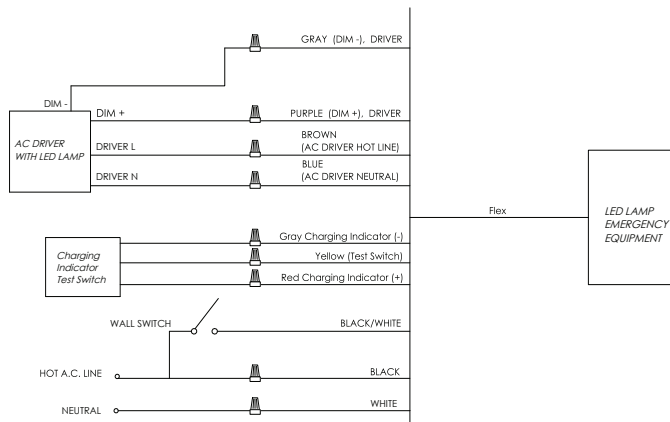 GRAY (DIM -), DRIVER
DIM -
DIM +
PURPLE (DIM +), DRIVER
AC DRIVER
WITH LED LAMP
DRIVER L
BROWN
(AC DRIVER HOT LINE)
DRIVER N
BLUE
(AC DRIVER NEUTRAL)
Flex
LED LAMP
EMERGENCY
EQUIPMENT
Charging
Indicator
Test Switch
Gray Charging Indicator (-)
Yellow (Test Switch)
Red Charging Indicator (+)
WALL SWITCH
BLACK/WHITE
HOT A.C. LINE
BLACK
NEUTRAL
WHITE